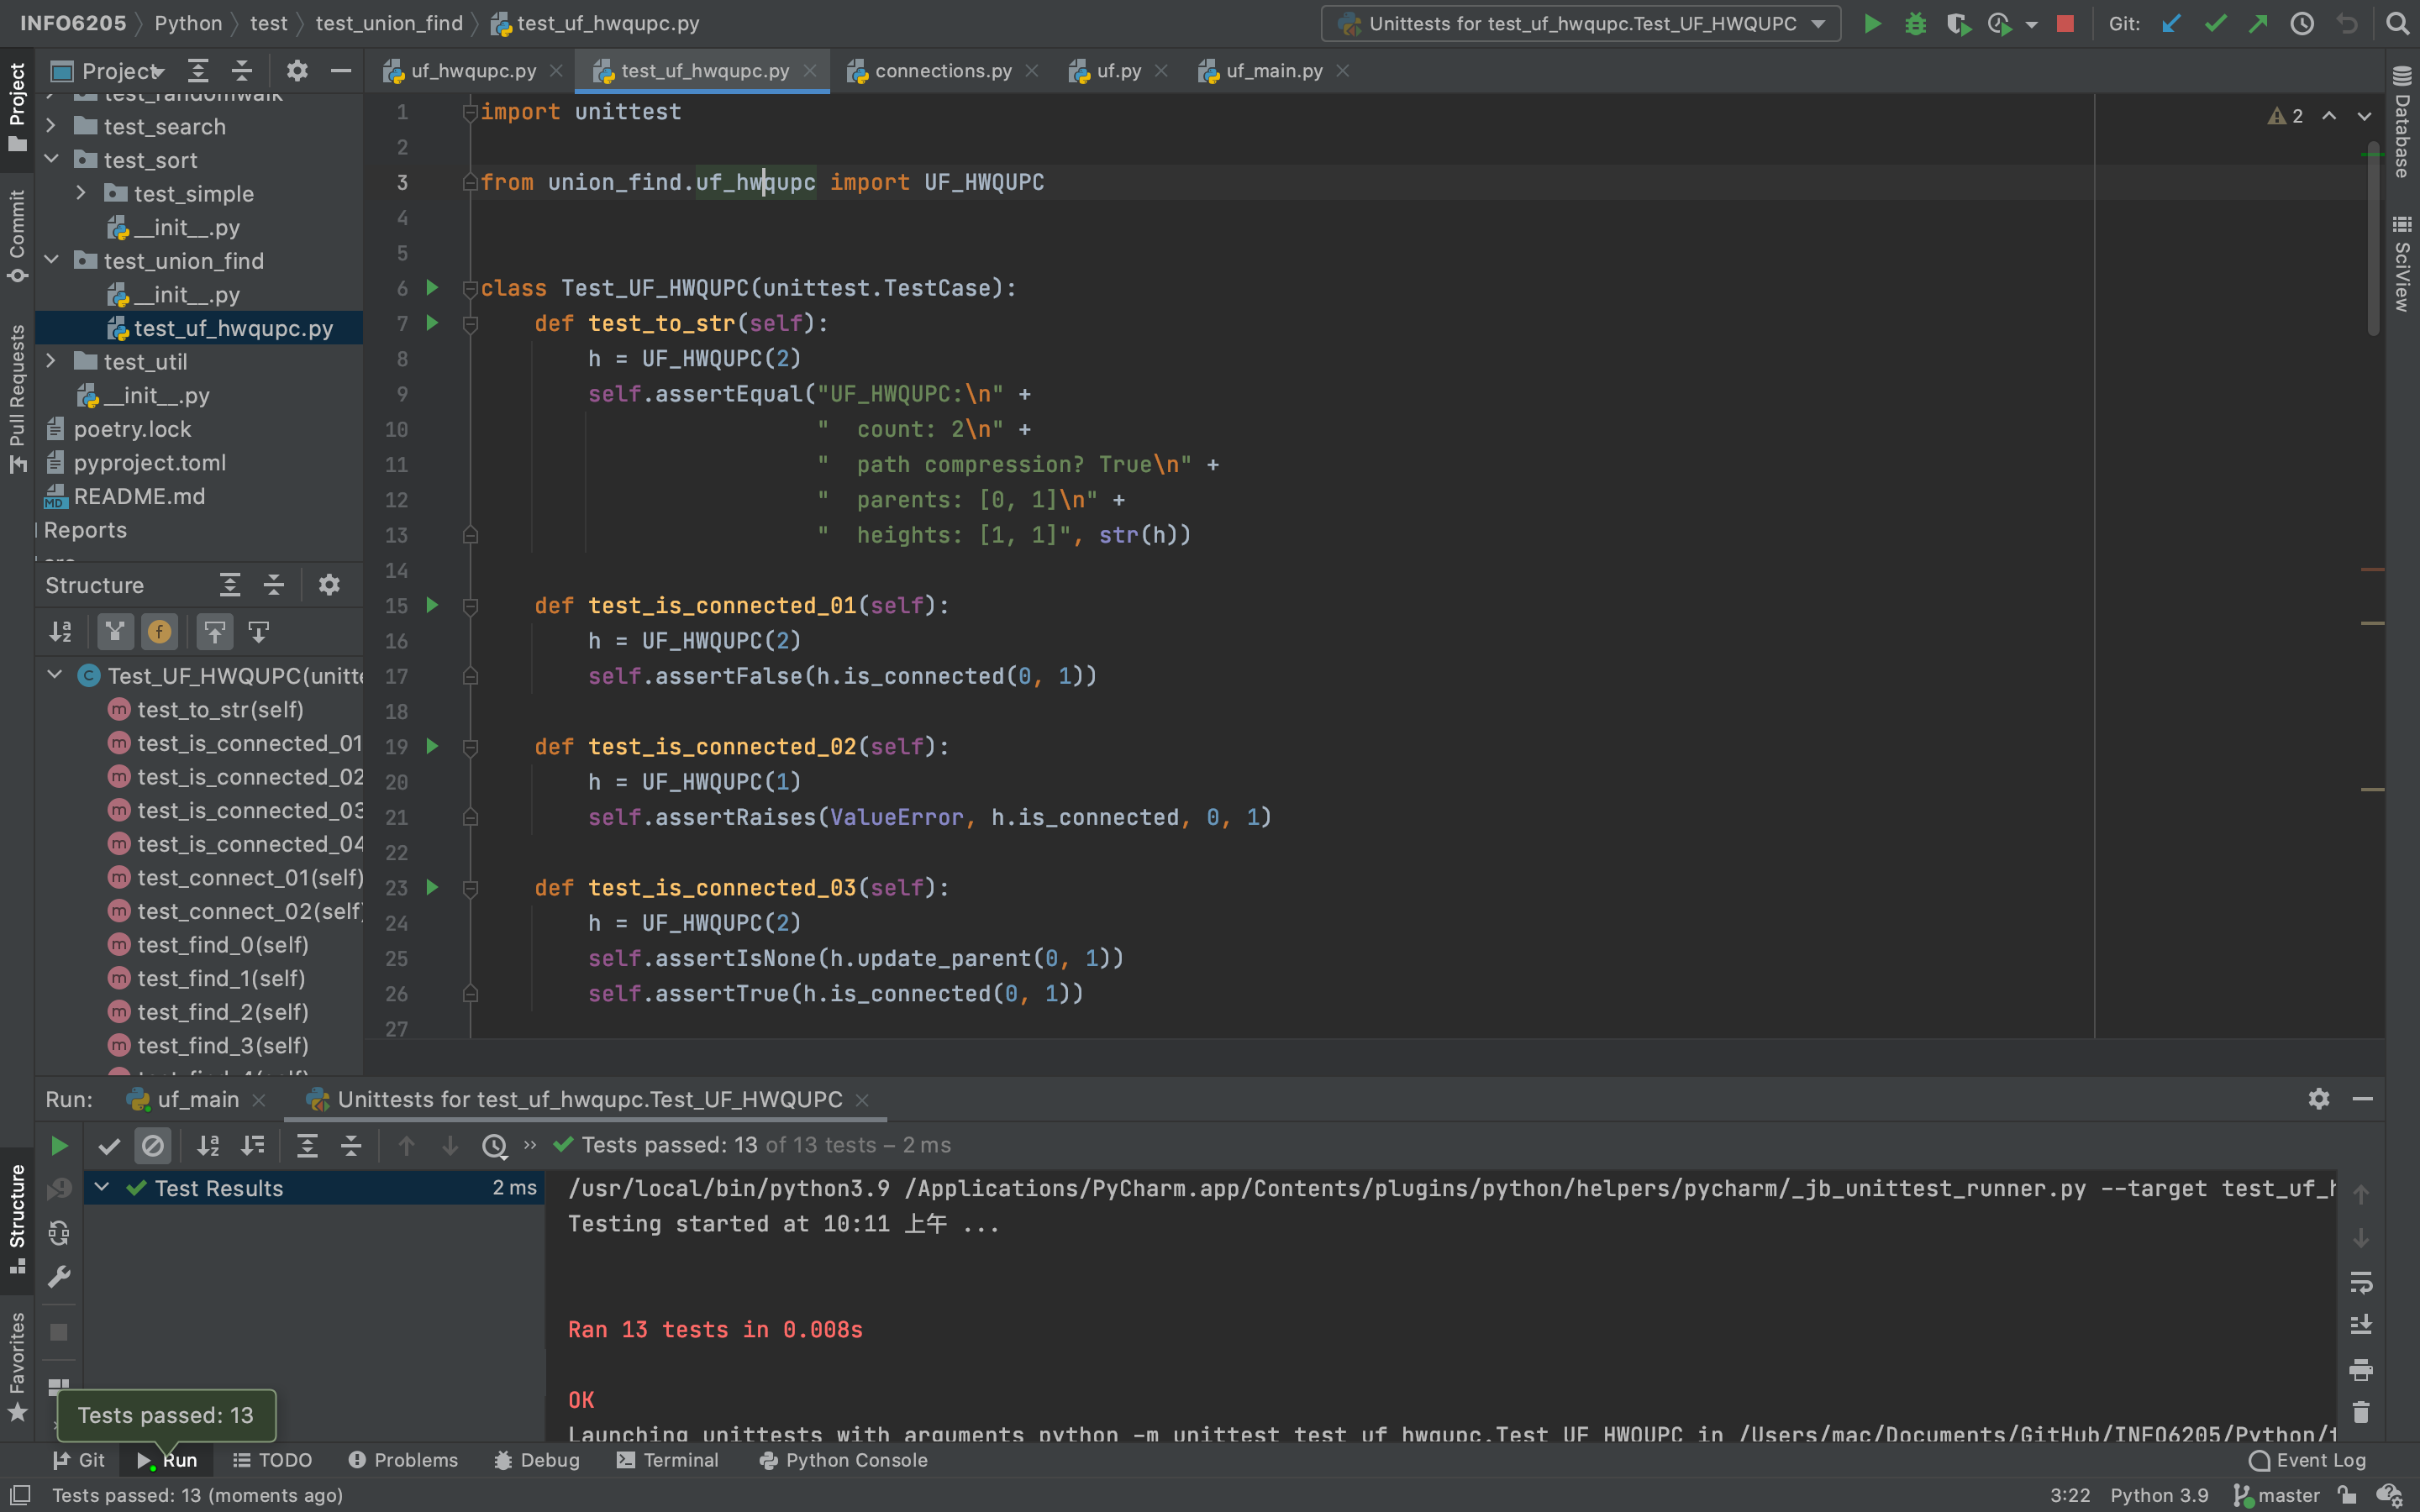 INFO6205 Python test test_union_find test_uf_hwqupc.py
Unittests for test_uf_hwqupc.Test_UF_HWQUPC
Git:
Project
uf_hwqupc.py
test_uf_hwqupc.py
connections.py
uf.py
uf_main.py
Project
Commit
Pull Requests
Structure
Favorites
test_randomwalk
test_search
test_sort
test_simple
__init__.py
test_union_find
__init__.py
test_uf_hwqupc.py
test_util
__init__.py
poetry.lock
pyproject.toml
README.md
Reports
Structure
Test_UF_HWQUPC(unitte
test_to_str(self)
test_is_connected_01
test_is_connected_02
test_is_connected_03
test_is_connected_04
test_connect_01(self)
test_connect_02(self)
test_find_0(self)
test_find_1(self)
test_find_2(self)
test_find_3(self)
1 import unittest
2
3 from union_find.uf_hwqupc import UF_HWQUPC
4
5
6 class Test_UF_HWQUPC(unittest.TestCase):
7 def test_to_str(self):
8 h = UF_HWQUPC(2)
9 self.assertEqual("UF_HWQUPC:\n" +
10 "  count: 2\n" +
11 "  path compression? True\n" +
12 "  parents: [0, 1]\n" +
13 "  heights: [1, 1]", str(h))
14
15 def test_is_connected_01(self):
16 h = UF_HWQUPC(2)
17 self.assertFalse(h.is_connected(0, 1))
18
19 def test_is_connected_02(self):
20 h = UF_HWQUPC(1)
21 self.assertRaises(ValueError, h.is_connected, 0, 1)
22
23 def test_is_connected_03(self):
24 h = UF_HWQUPC(2)
25 self.assertIsNone(h.update_parent(0, 1))
26 self.assertTrue(h.is_connected(0, 1))
27
2
Database
SciView
Run:
uf_main
Unittests for test_uf_hwqupc.Test_UF_HWQUPC
Tests passed: 13 of 13 tests – 2 ms
Test Results 2 ms
/usr/local/bin/python3.9 /Applications/PyCharm.app/Contents/plugins/python/helpers/pycharm/_jb_unittest_runner.py --target test_uf_h
Testing started at 10:11 上午 ...
Ran 13 tests in 0.008s
OK
Launching unittests with arguments python -m unittest test_uf_hwqupc.Test_UF_HWQUPC in /Users/mac/Documents/GitHub/INFO6205/Python/t
Tests passed: 13
Git
Run
TODO
Problems
Debug
Terminal
Python Console
Event Log
Tests passed: 13 (moments ago)
3:22 Python 3.9 master